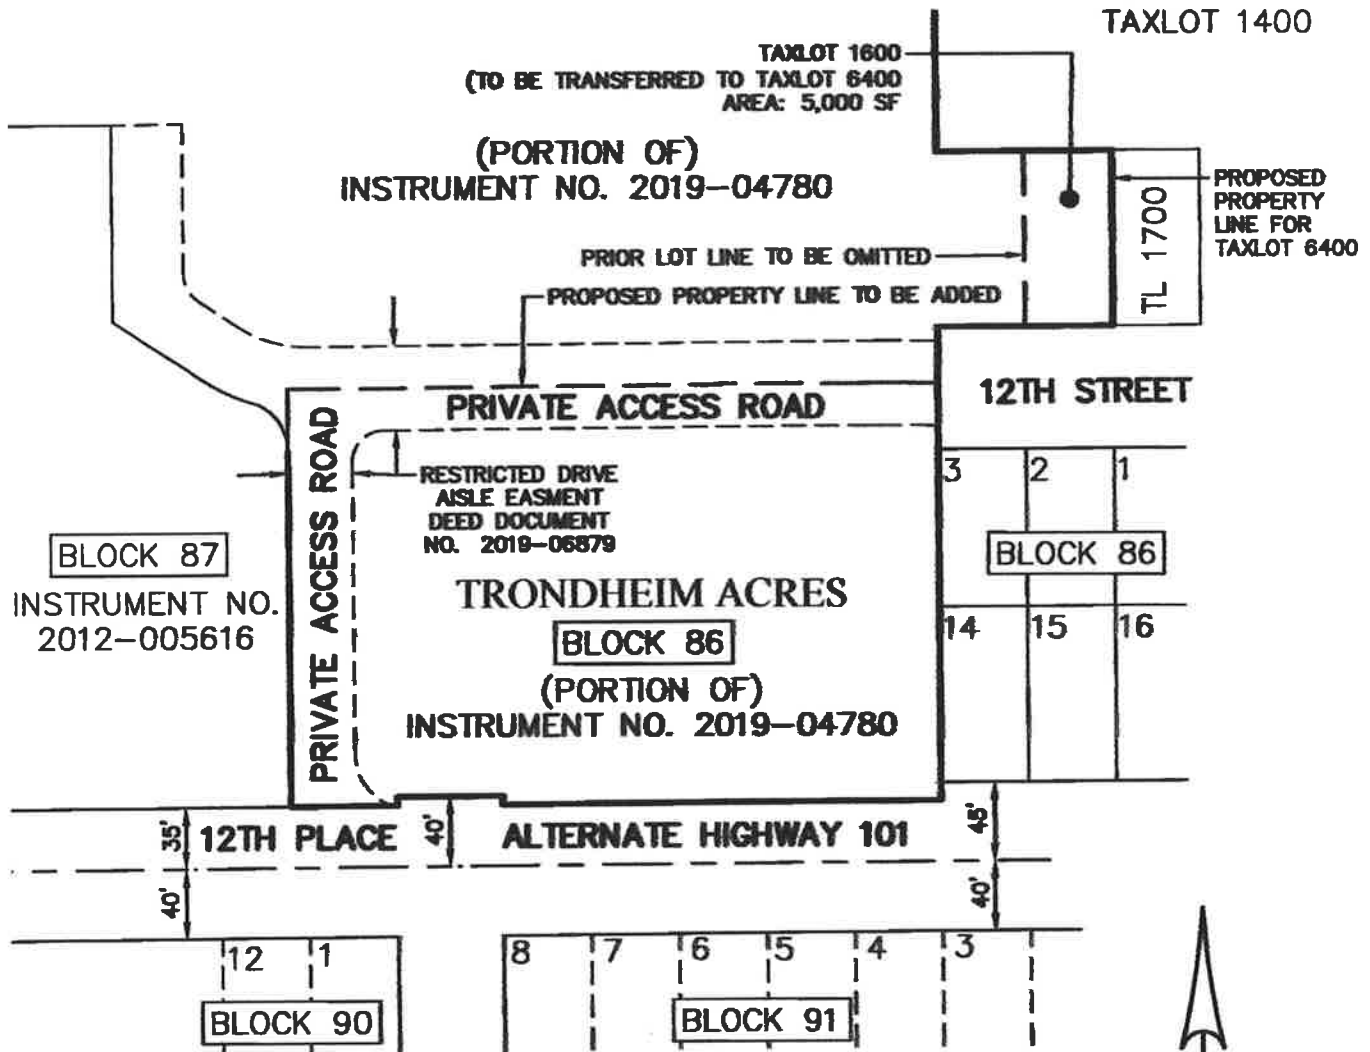 TAXLOT 1400
TAXLOT 1600
(TO BE TRANSFERRED TO TAXLOT 6400
AREA: 5,000 SF
(PORTION OF)
INSTRUMENT NO. 2019-04780
PROPOSED
PROPERTY
LINE FOR
TAXLOT 6400
TL 1700
PRIOR LOT LINE TO BE OMITTED
PROPOSED PROPERTY LINE TO BE ADDED
12TH STREET
PRIVATE ACCESS ROAD
PRIVATE ACCESS ROAD
RESTRICTED DRIVE
AISLE EASMENT
DEED DOCUMENT
NO. 2019-06879
3 2 1
BLOCK 86
14 15 16
BLOCK 87
INSTRUMENT NO.
2012-005616
TRONDHEIM ACRES
BLOCK 86
(PORTION OF)
INSTRUMENT NO. 2019-04780
35' 12TH PLACE 40' ALTERNATE HIGHWAY 101 45'
40' 40'
12 1 8 7 6 5 4 3
BLOCK 90 BLOCK 91